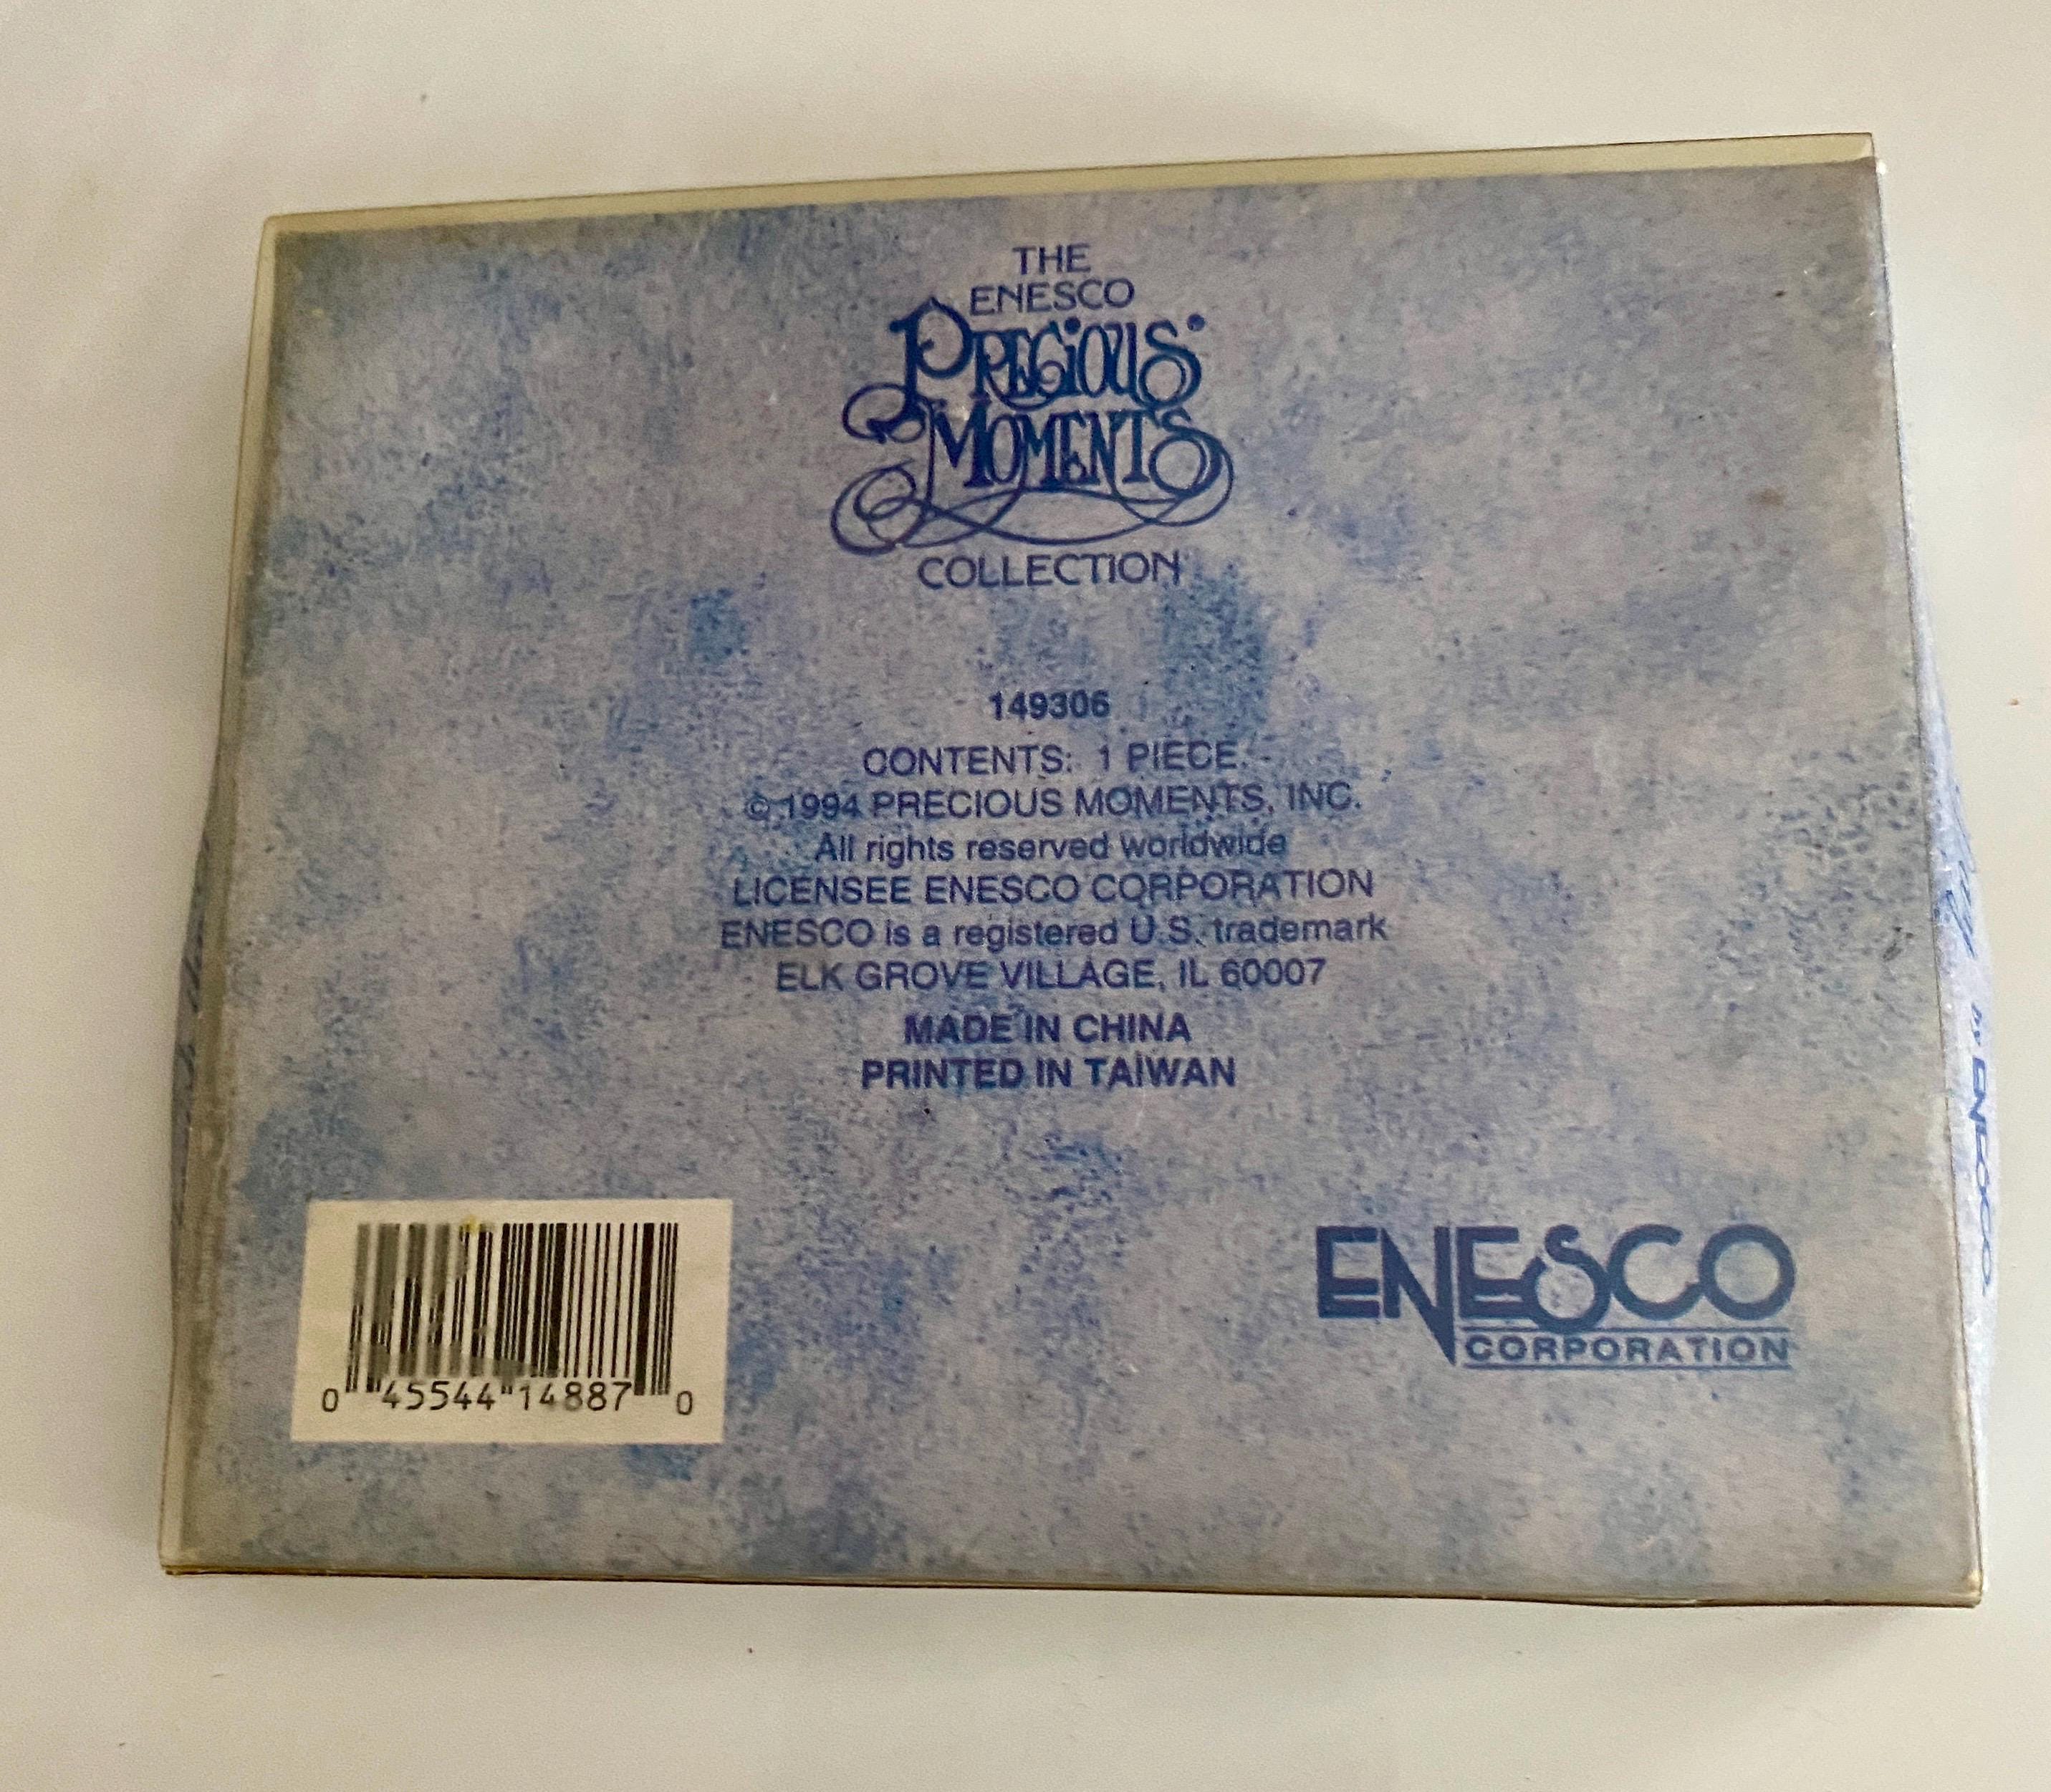 THE
ENESCO
PRECIOUS
MOMENTS
COLLECTION
149306
CONTENTS: 1 PIECE
© 1994 PRECIOUS MOMENTS, INC.
All rights reserved worldwide
LICENSEE ENESCO CORPORATION
ENESCO is a registered U.S. trademark
ELK GROVE VILLAGE, IL 60007
MADE IN CHINA
PRINTED IN TAIWAN
0 45544 14887 0
ENESCO
CORPORATION
by ENESCO